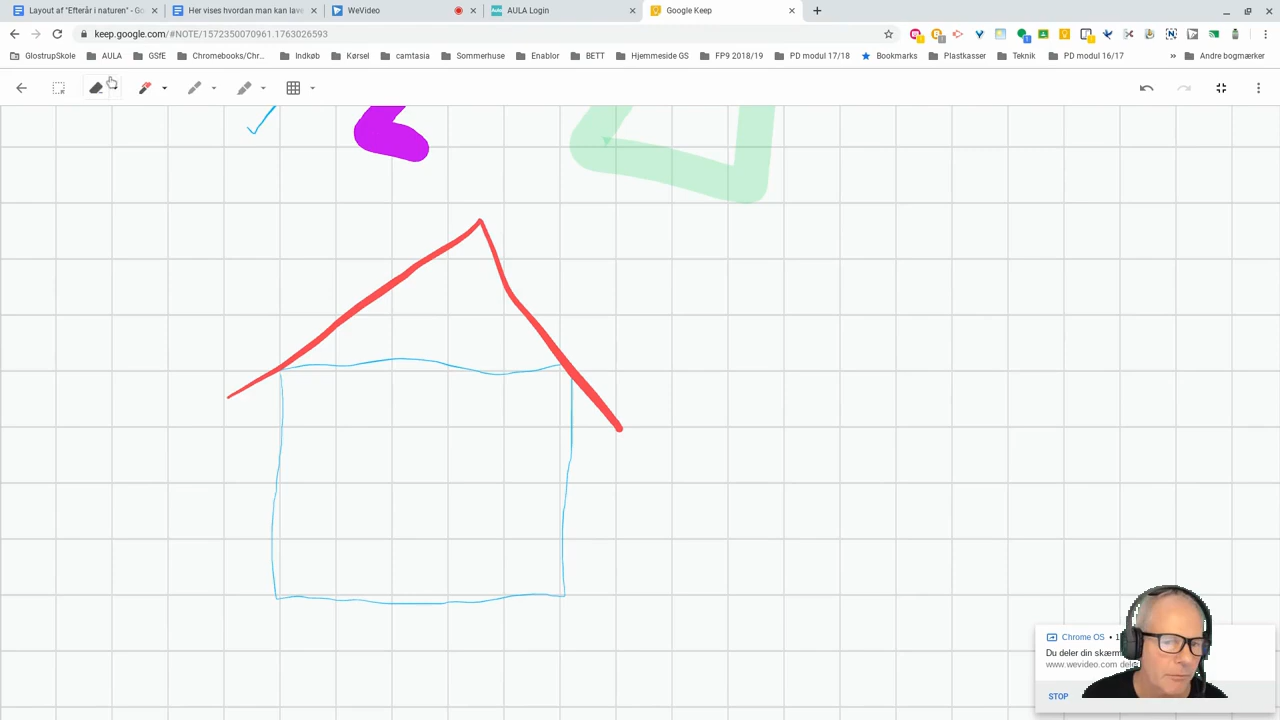 Layout af "Efterår i naturen" - Go
Her vises hvordan man kan lave
WeVideo
AULA Login
Google Keep
keep.google.com/#NOTE/1572350070961.1763026593
GlostrupSkole
AULA
GSfE
Chromebooks/chr...
Indkøb
Kørsel
camtasia
Sommerhuse
Enablor
BETT
Hjemmeside GS
FP9 2018/19
PD modul 17/18
Bookmarks
Plastkasser
Teknik
PD modul 16/17
»
Andre bogmærker
Chrome OS • 1
Du deler din skærm
www.wevideo.com dele
STOP